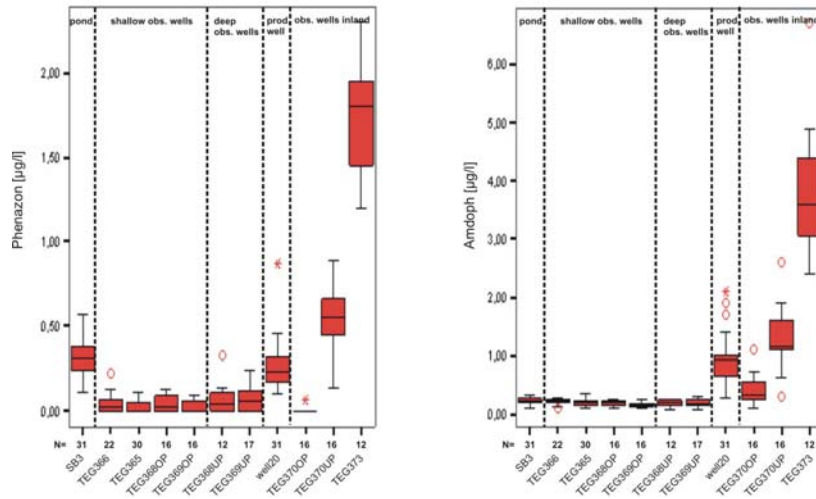 pond shallow obs. wells deep obs. wells prod well obs. wells inland
Phenazon [µg/l]
2,00
1,50
1,00
0,50
0,00
N= 31 22 30 16 16 12 17 31 16 16 12
SB3 TEG366 TEG365 TEG368OP TEG369OP TEG368UP TEG369UP well20 TEG370OP TEG370UP TEG373
pond shallow obs. wells deep obs. wells prod well obs. wells inland
Amdoph [µg/l]
6,00
5,00
4,00
3,00
2,00
1,00
0,00
N= 31 22 30 16 16 12 17 31 16 16 12
SB3 TEG366 TEG365 TEG368OP TEG369OP TEG368UP TEG369UP well20 TEG370OP TEG370UP TEG373